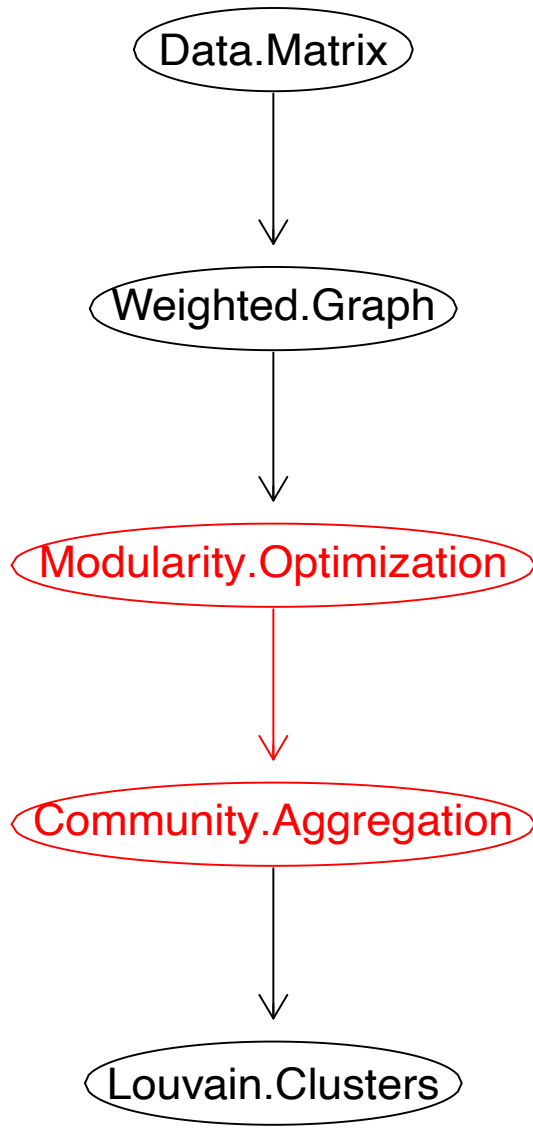 Data.Matrix
Weighted.Graph
Modularity.Optimization
Community.Aggregation
Louvain.Clusters